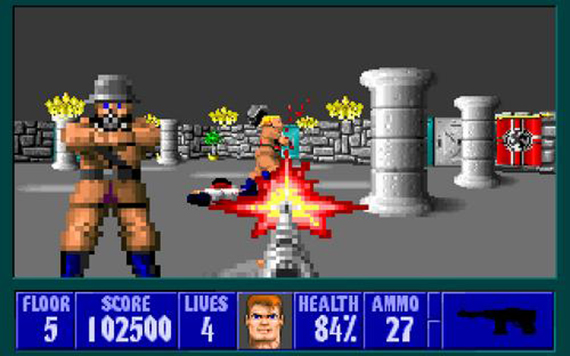 FLOOR SCORE LIVES HEALTH AMMO
5 102500 4 84% 27